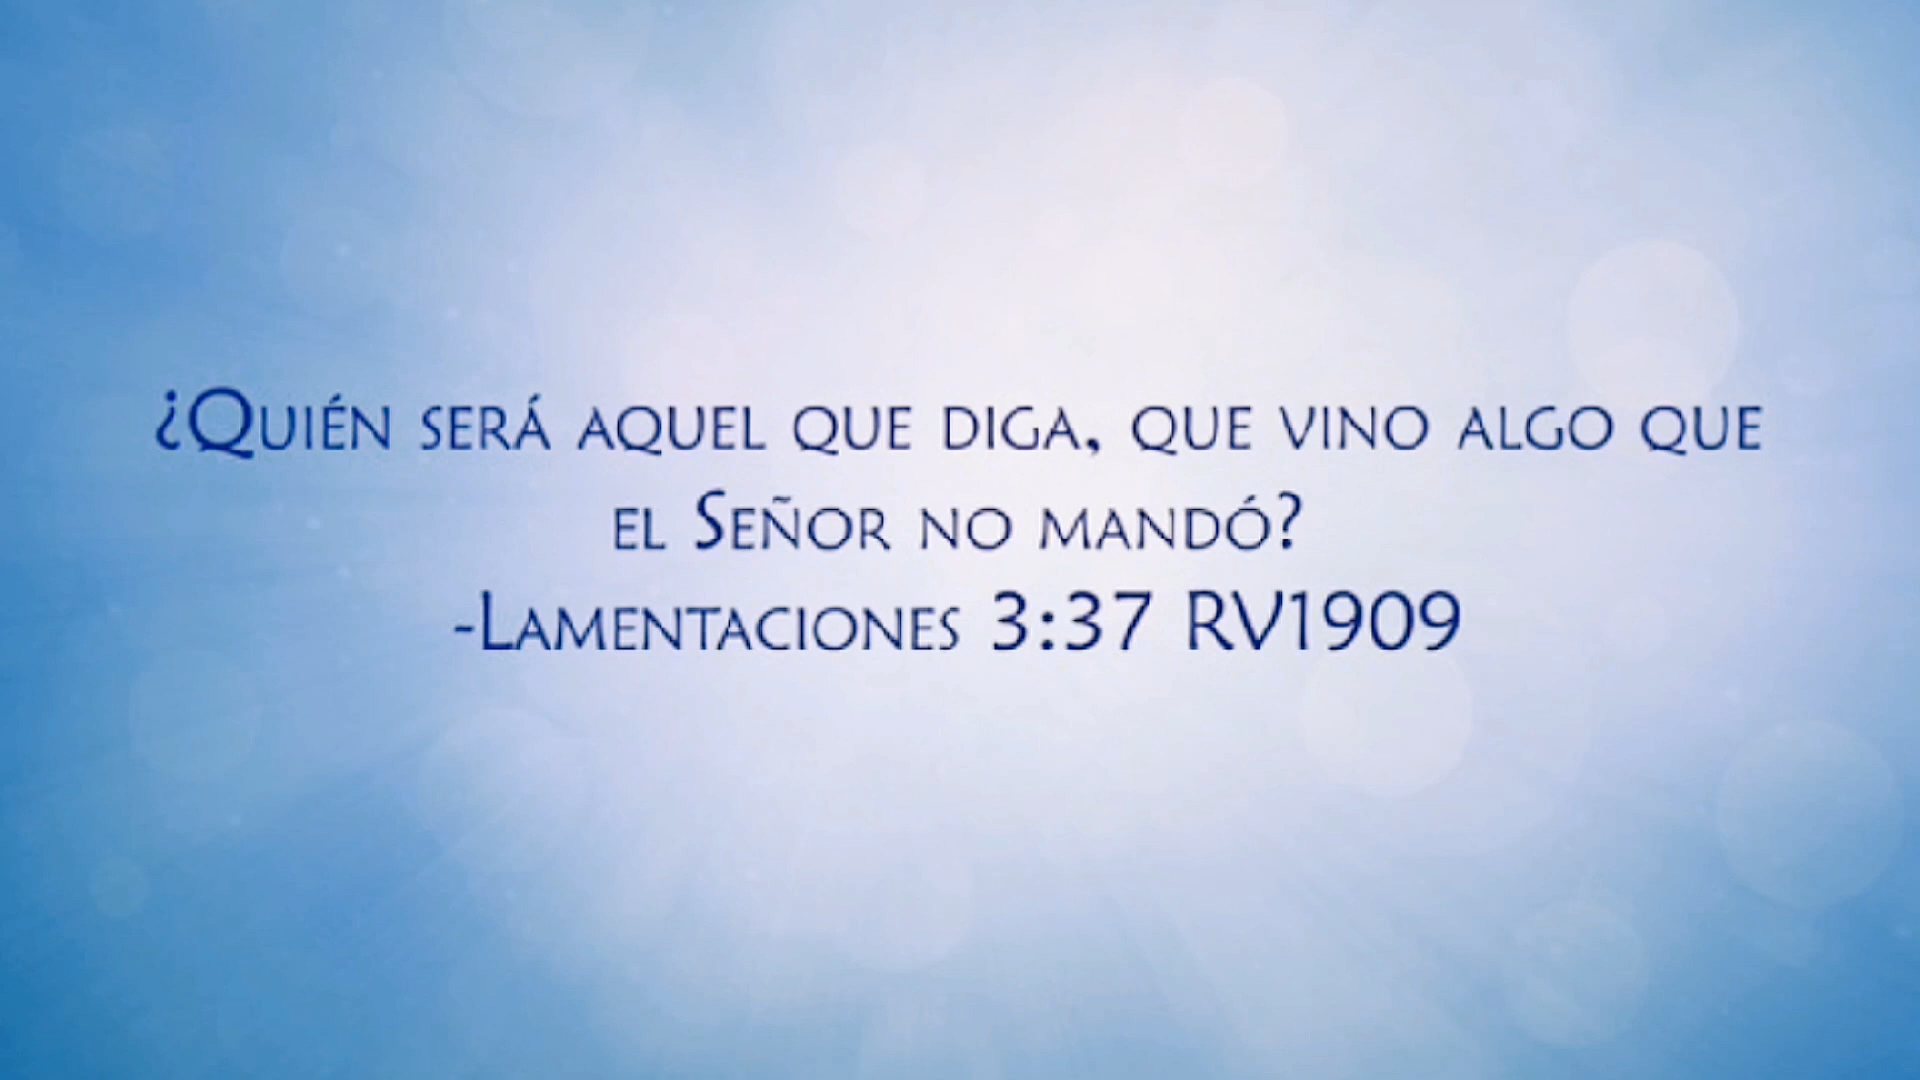 ¿Quién será aquel que diga, que vino algo que
el Señor no mandó?
-Lamentaciones 3:37 RV1909